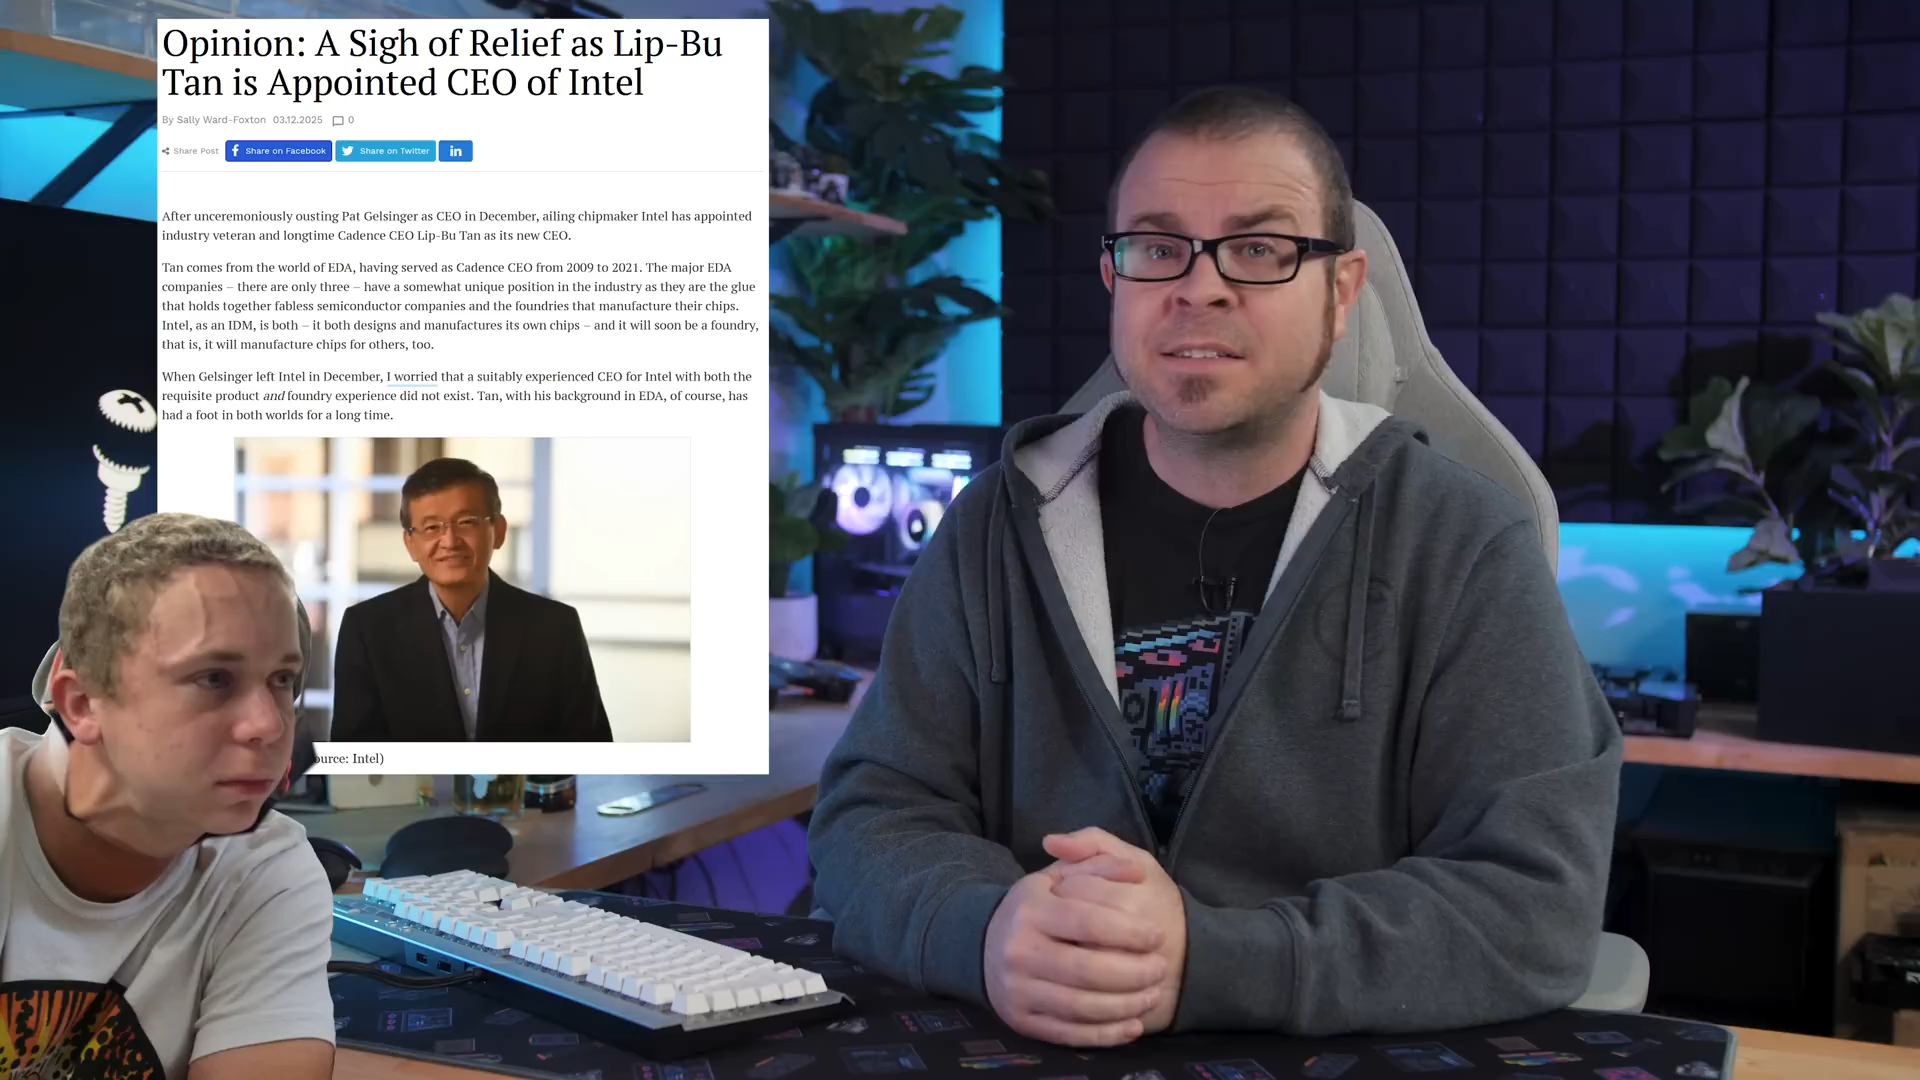 Opinion: A Sigh of Relief as Lip-Bu
Tan is Appointed CEO of Intel
By Sally Ward-Foxton 03.12.2025 0
Share Post Share on Facebook Share on Twitter in
After unceremoniously ousting Pat Gelsinger as CEO in December, ailing chipmaker Intel has appointed
industry veteran and longtime Cadence CEO Lip-Bu Tan as its new CEO.
Tan comes from the world of EDA, having served as Cadence CEO from 2009 to 2021. The major EDA
companies – there are only three – have a somewhat unique position in the industry as they are the glue
that holds together fabless semiconductor companies and the foundries that manufacture their chips.
Intel, as an IDM, is both – it both designs and manufactures its own chips – and it will soon be a foundry,
that is, it will manufacture chips for others, too.
When Gelsinger left Intel in December, I worried that a suitably experienced CEO for Intel with both the
requisite product and foundry experience did not exist. Tan, with his background in EDA, of course, has
had a foot in both worlds for a long time.
Intel)